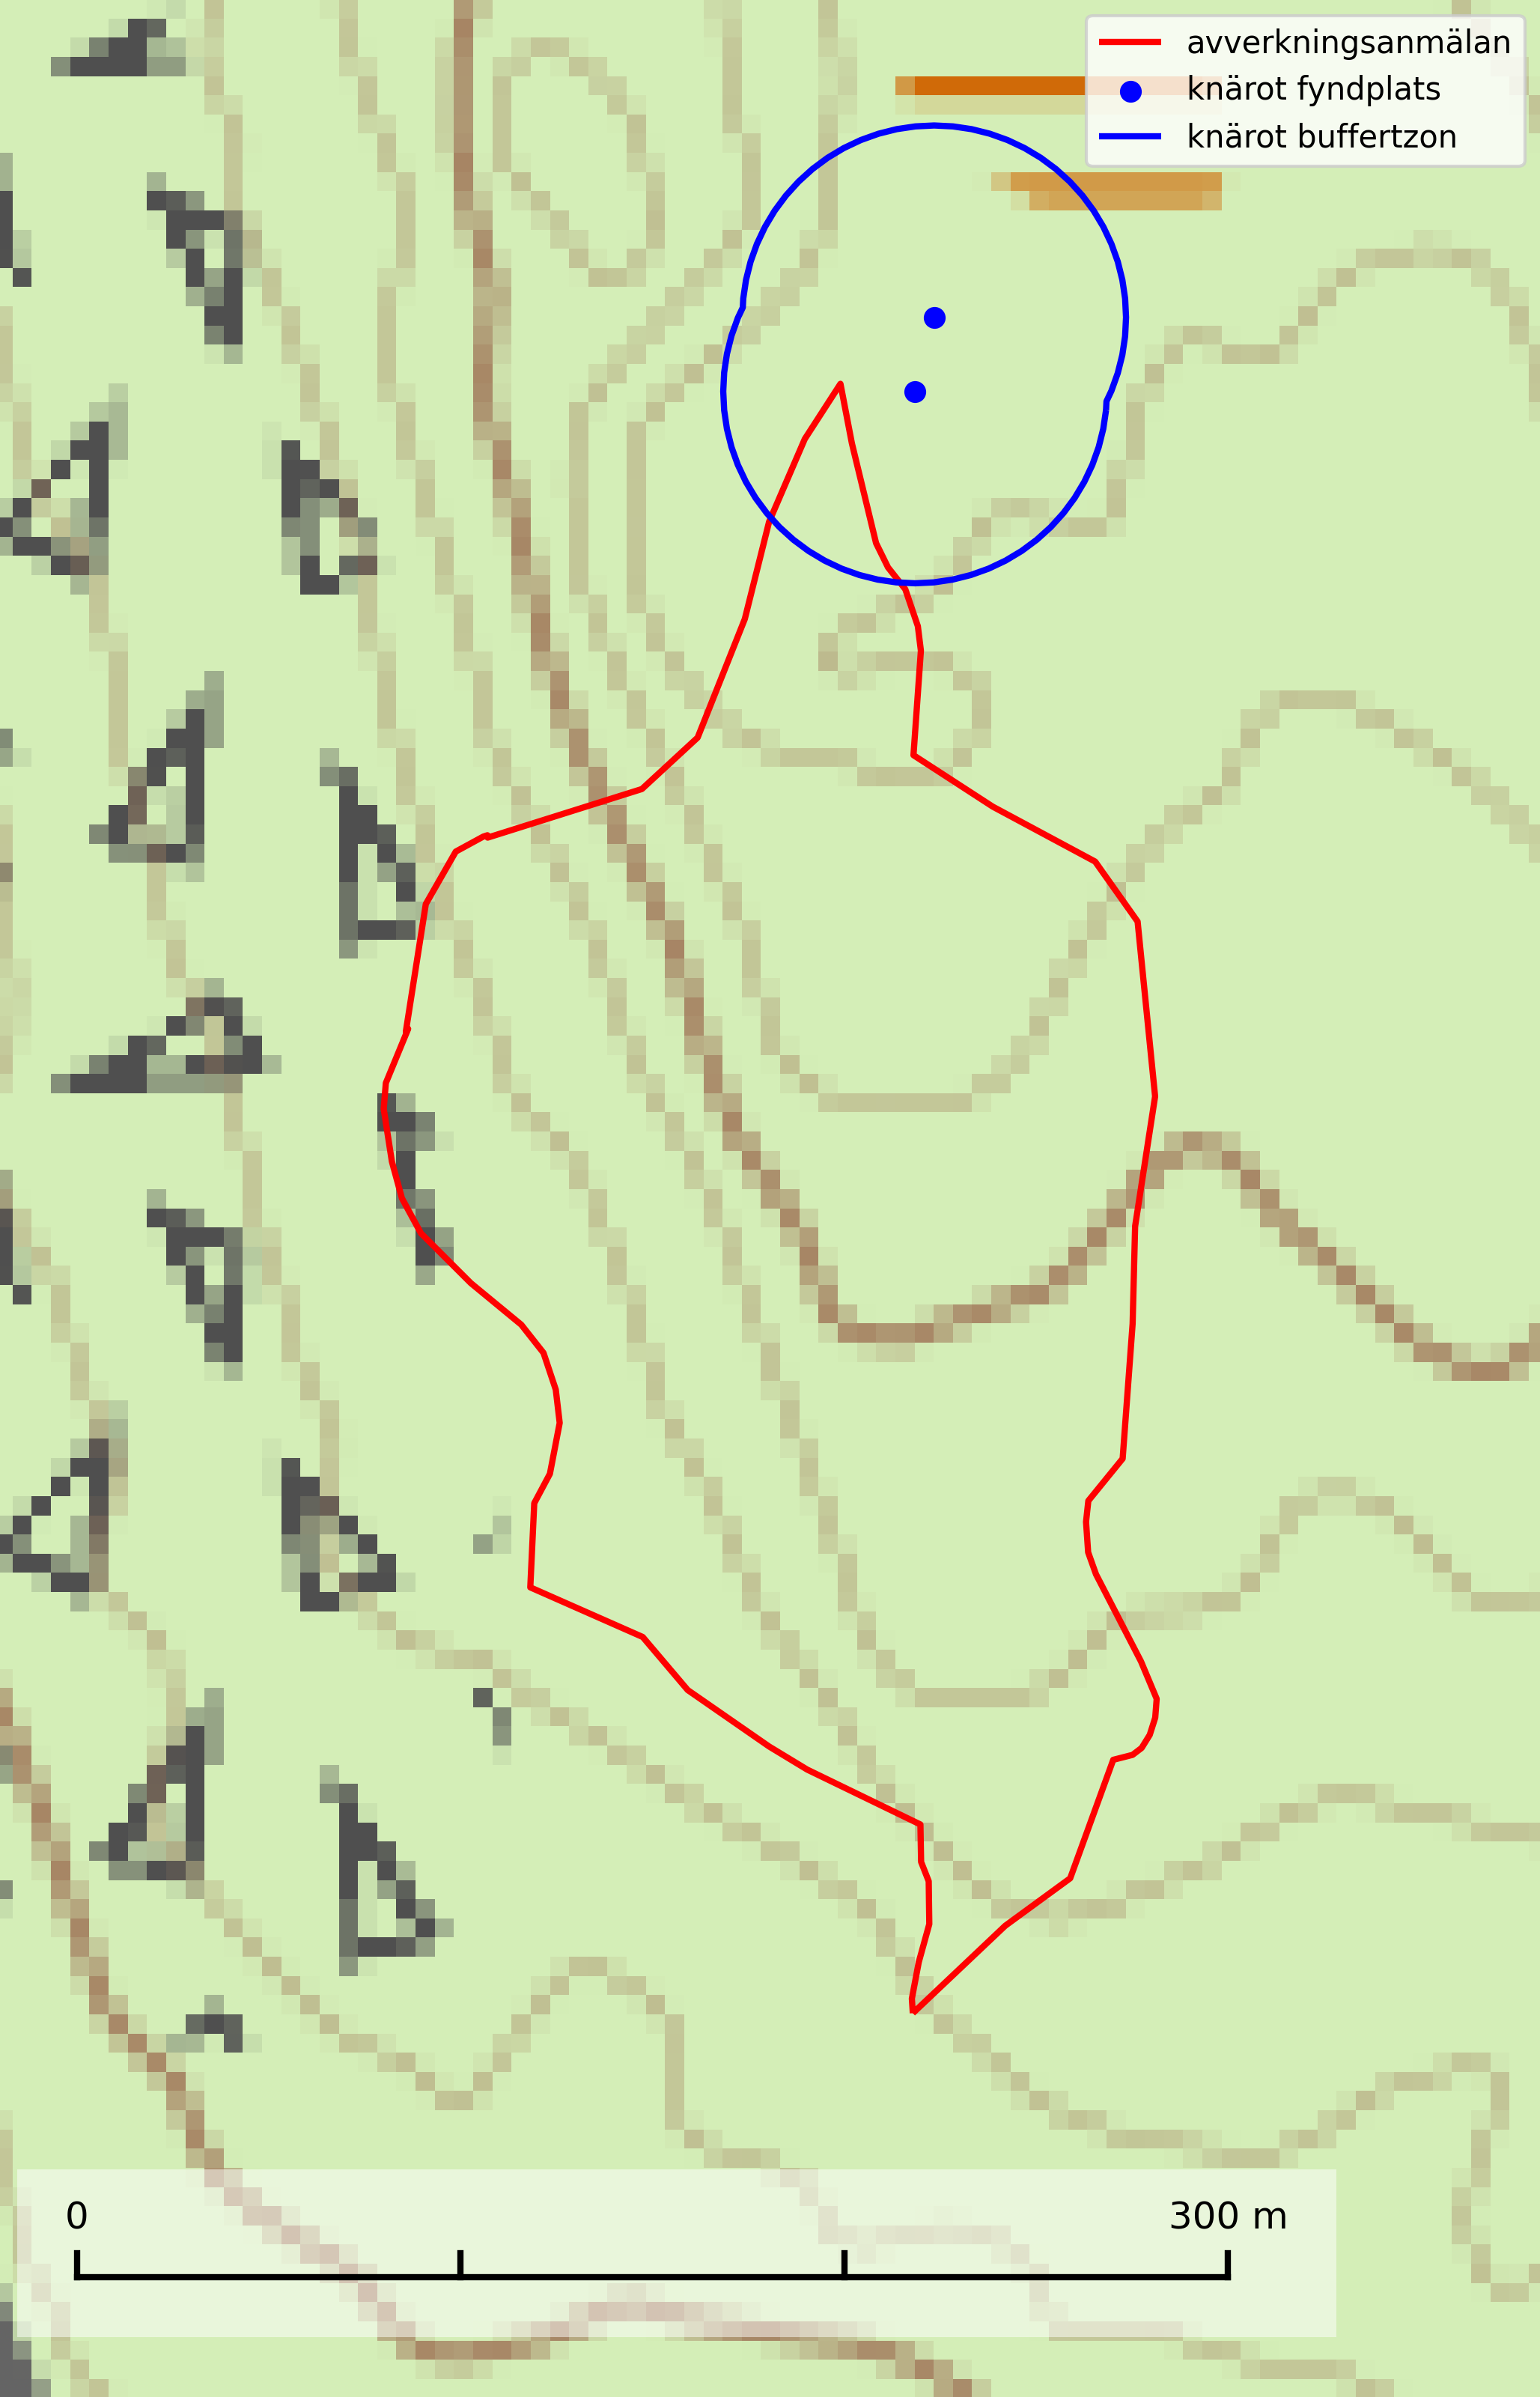 avverkningsanmälan
knärot fyndplats
knärot buffertzon
0
300 m